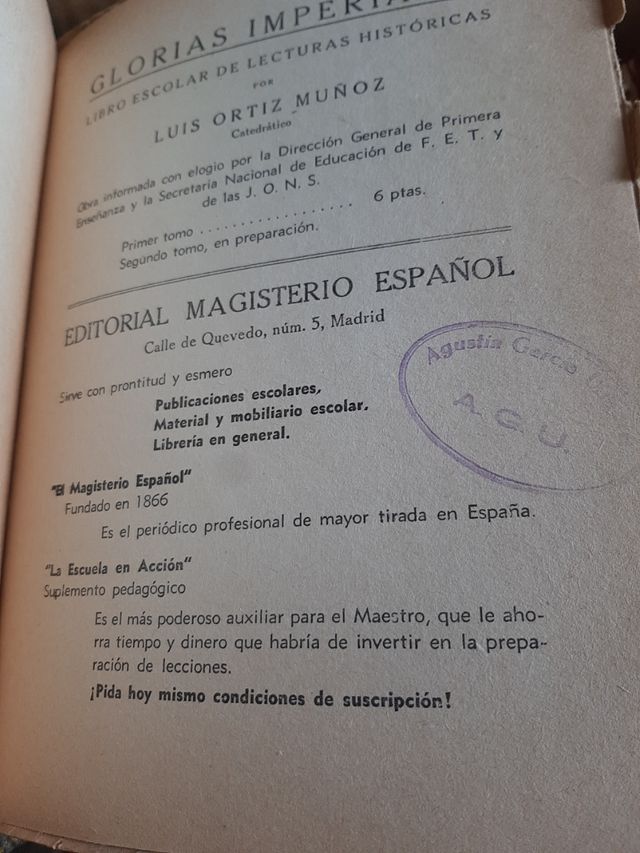 GLORIAS IMPERIA
LIBRO ESCOLAR DE LECTURAS HISTÓRICAS
POR
LUIS ORTIZ MUÑOZ
Catedrático
Obra informada con elogio por la Dirección General de Primera
Enseñanza y la Secretaría Nacional de Educación de F. E. T. y
de las J. O. N. S.
Primer tomo . . . . . . . . . . . . . . . . . 6 ptas.
Segundo tomo, en preparación.
EDITORIAL MAGISTERIO ESPAÑOL
Calle de Quevedo, núm. 5, Madrid
Sirve con prontitud y esmero
Publicaciones escolares,
Material y mobiliario escolar.
Librería en general.
Agustín García
A. G. U.
"El Magisterio Español"
Fundado en 1866
Es el periódico profesional de mayor tirada en España.
"La Escuela en Acción"
Suplemento pedagógico
Es el más poderoso auxiliar para el Maestro, que le aho-
rra tiempo y dinero que habría de invertir en la prepa-
ración de lecciones.
¡Pida hoy mismo condiciones de suscripción!